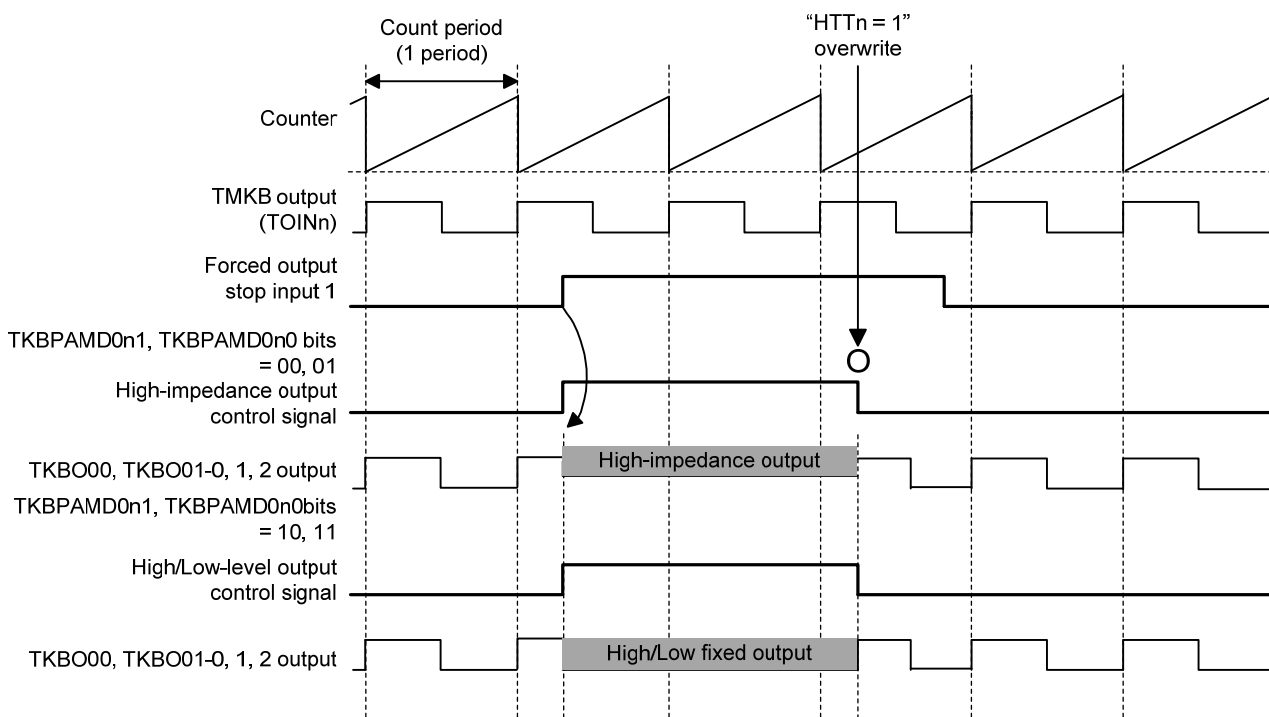 Count period
(1 period)
“HTTn = 1”
overwrite
Counter
TMKB output
(TOINn)
Forced output
stop input 1
TKBPAMD0n1, TKBPAMD0n0 bits
= 00, 01
High-impedance output
control signal
TKBO00, TKBO01-0, 1, 2 output
High-impedance output
TKBPAMD0n1, TKBPAMD0n0bits
= 10, 11
High/Low-level output
control signal
TKBO00, TKBO01-0, 1, 2 output
High/Low fixed output